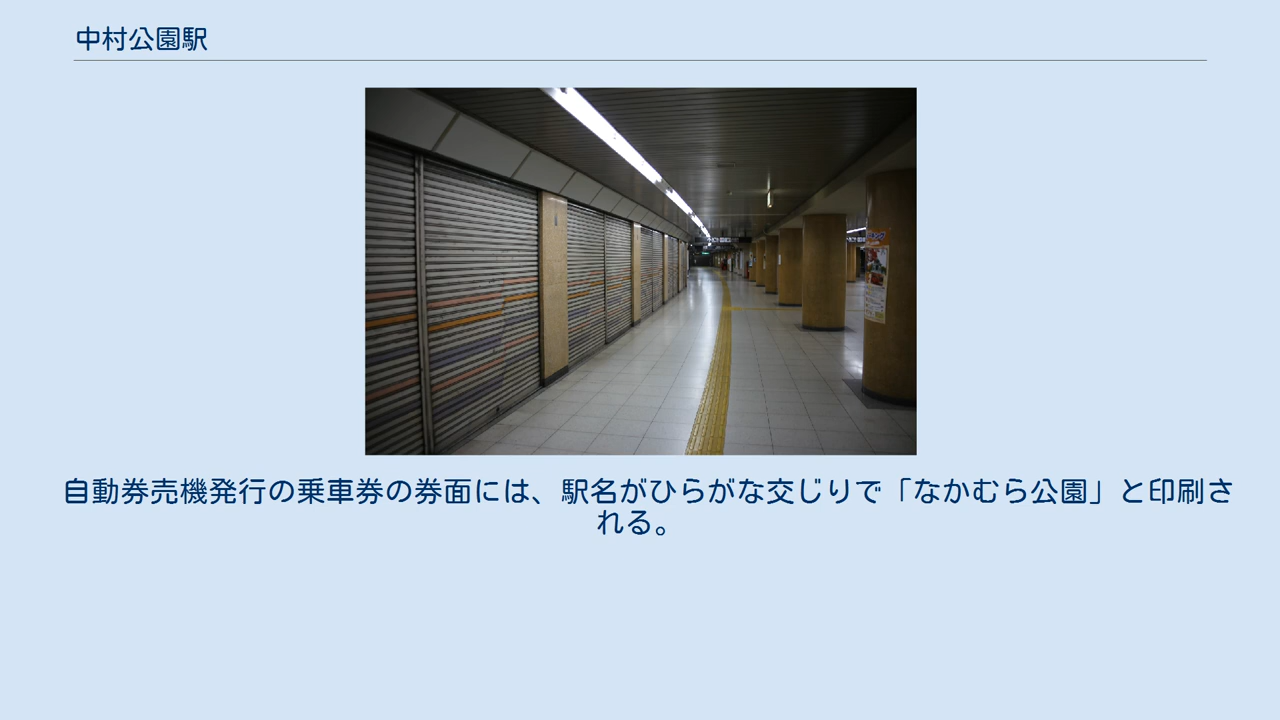 中村公園駅
自動券売機発行の乗車券の券面には、駅名がひらがな交じりで「なかむら公園」と印刷さ
れる。